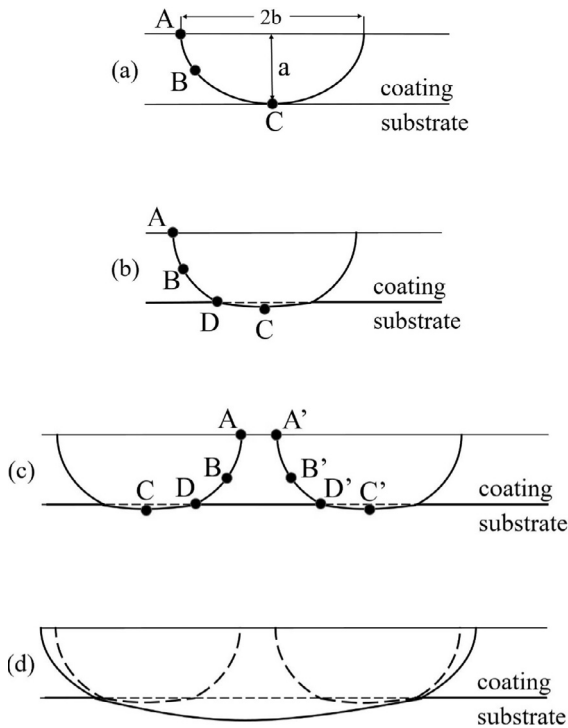 A 2b
(a) B a
C
coating
substrate
A
(b) B
D C
coating
substrate
A A’
(c) B B’
C D D’ C’
coating
substrate
(d)
coating
substrate